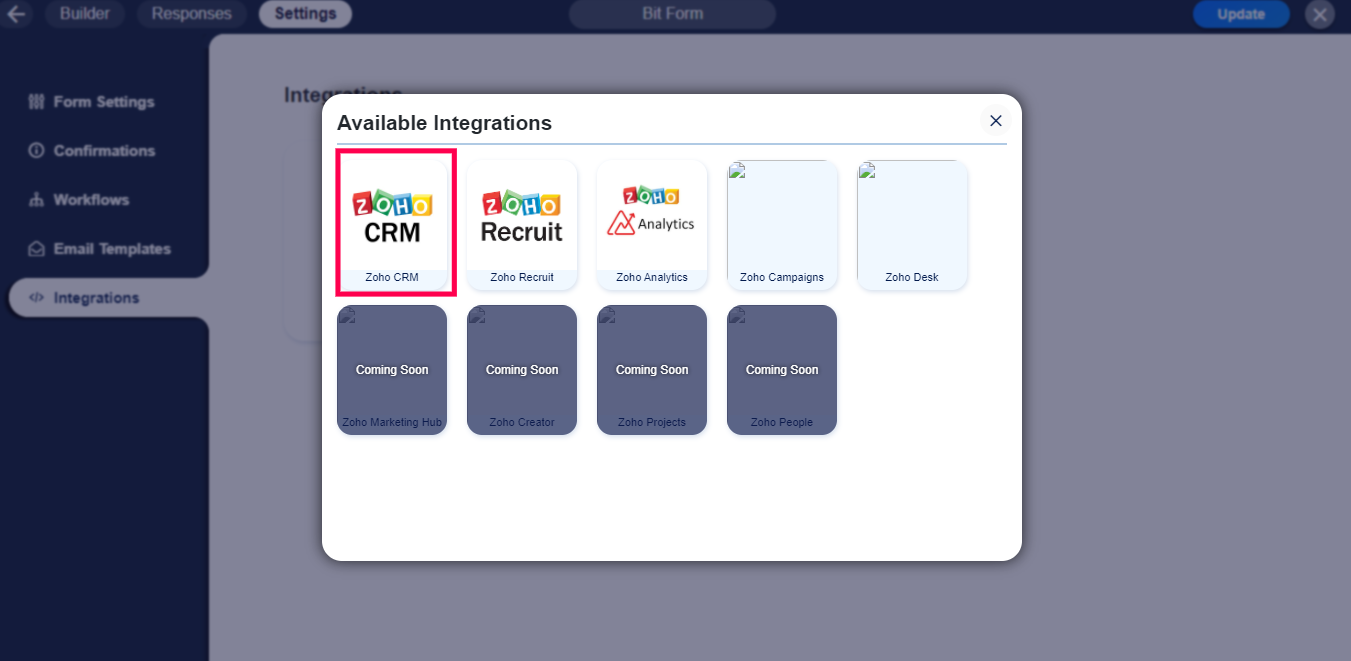 Builder
Responses
Settings
Bit Form
Update
Form Settings
Confirmations
Workflows
Email Templates
Integrations
Integrations
Available Integrations
ZOHO
CRM
Zoho CRM
ZOHO
Recruit
Zoho Recruit
ZOHO
Analytics
Zoho Analytics
Zoho Campaigns
Zoho Desk
Coming Soon
Zoho Marketing Hub
Coming Soon
Zoho Creator
Coming Soon
Zoho Projects
Coming Soon
Zoho People